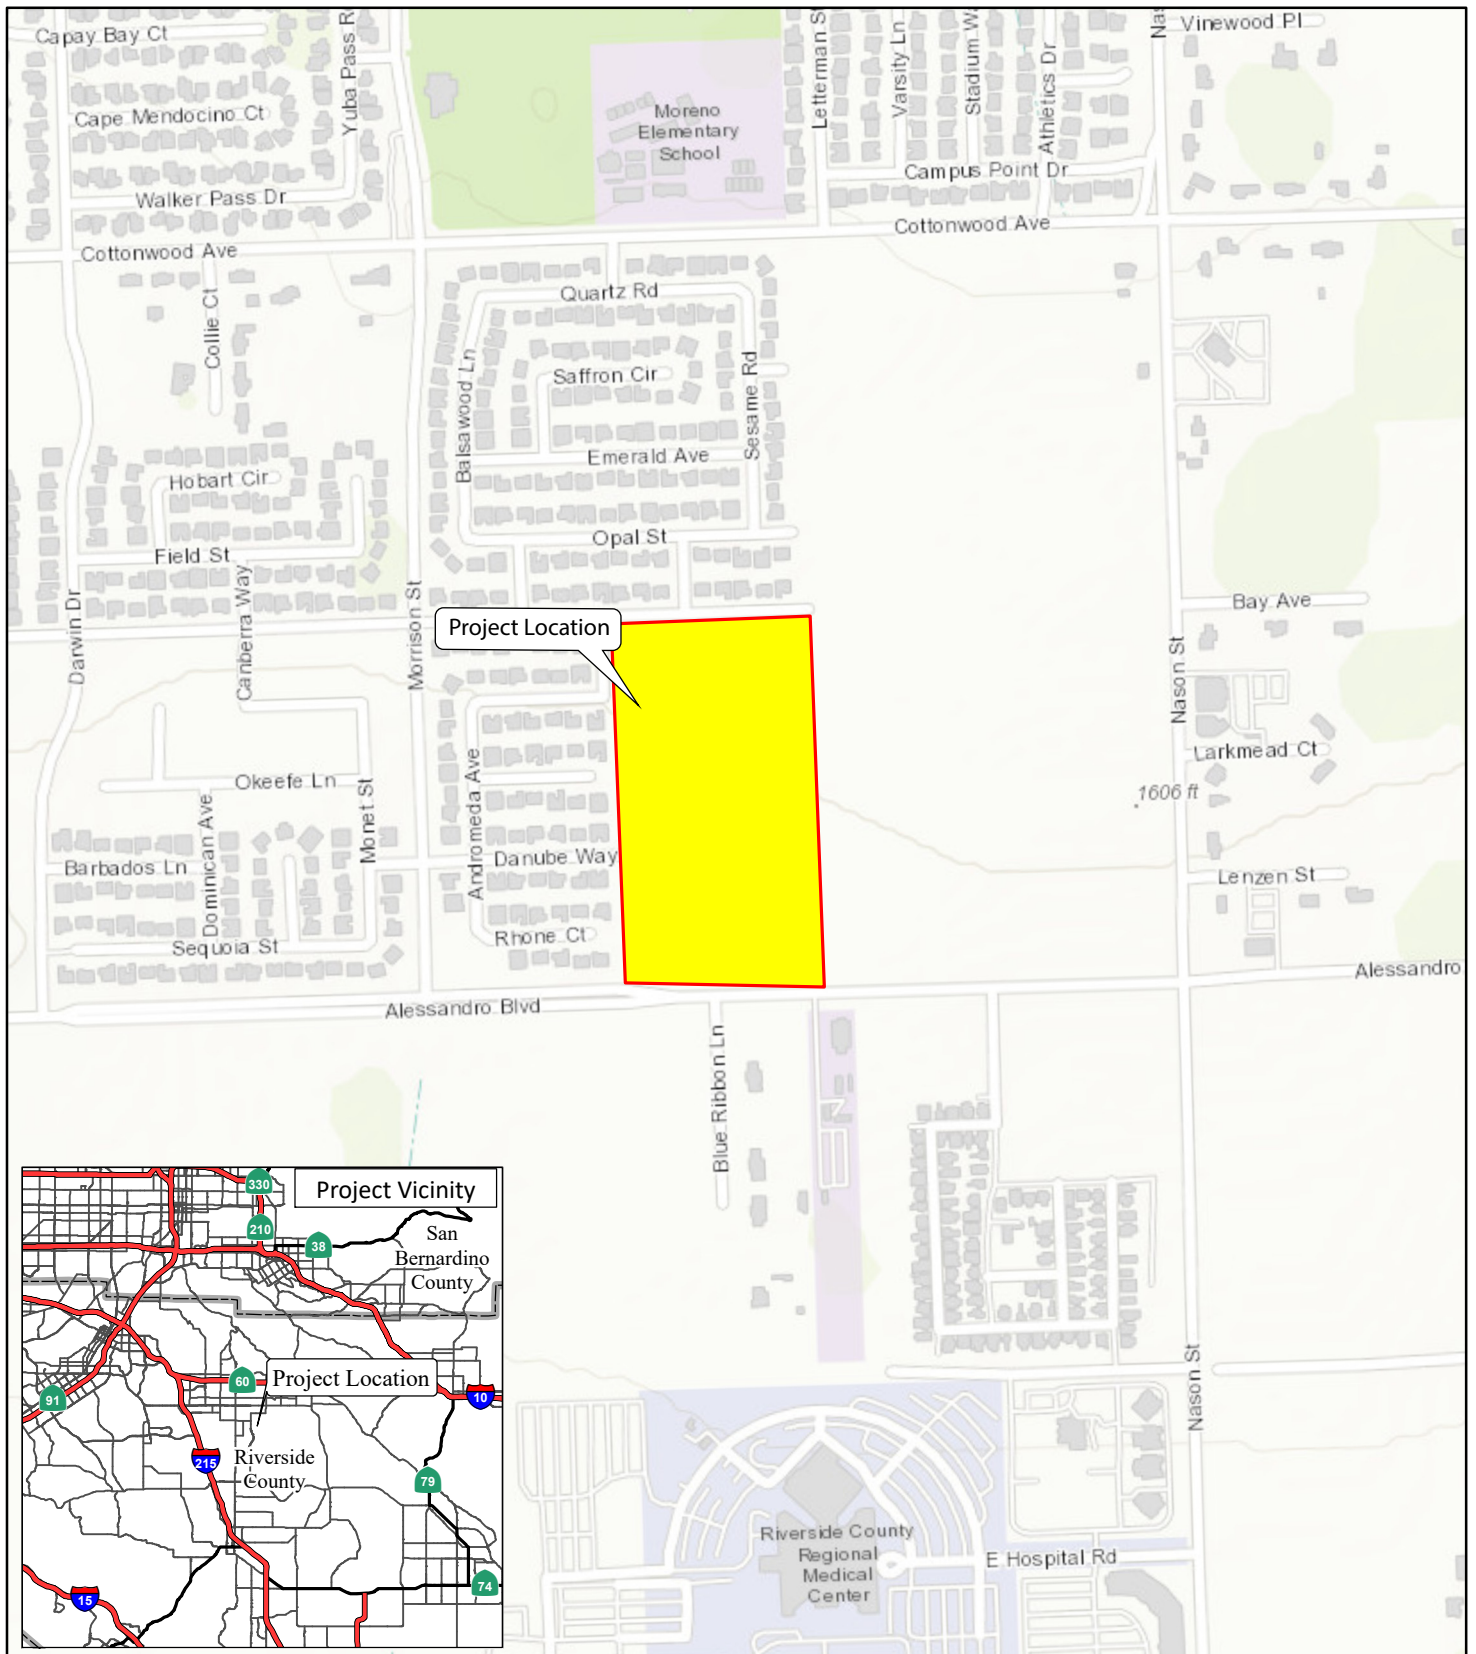 Capay Bay Ct
Yuba Pass R
Cape Mendocino Ct
Walker Pass Dr
Cottonwood Ave
Moreno
Elementary
School
Letterman St
Varsity Ln
Stadium W
Athletics Dr
Nas
Vinewood Pl
Campus Point Dr
Cottonwood Ave
Collie Ct
Quartz Rd
Balsawood Ln
Saffron Cir
Sesame Rd
Emerald Ave
Hobart Cir
Opal St
Field St
Darwin Dr
Canberra Way
Morrison St
Project Location
Bay Ave
Nason St
Larkmead Ct
1606 ft
Okeefe Ln
Monet St
Andromeda Ave
Dominican Ave
Barbados Ln
Danube Way
Lenzen St
Sequoia St
Rhone Ct
Alessandro
Alessandro Blvd
Blue Ribbon Ln
Project Vicinity
330
210
38
San
Bernardino
County
60
Project Location
91
10
215
Riverside
County
79
74
15
Nason St
Riverside County
Regional
Medical
Center
E Hospital Rd